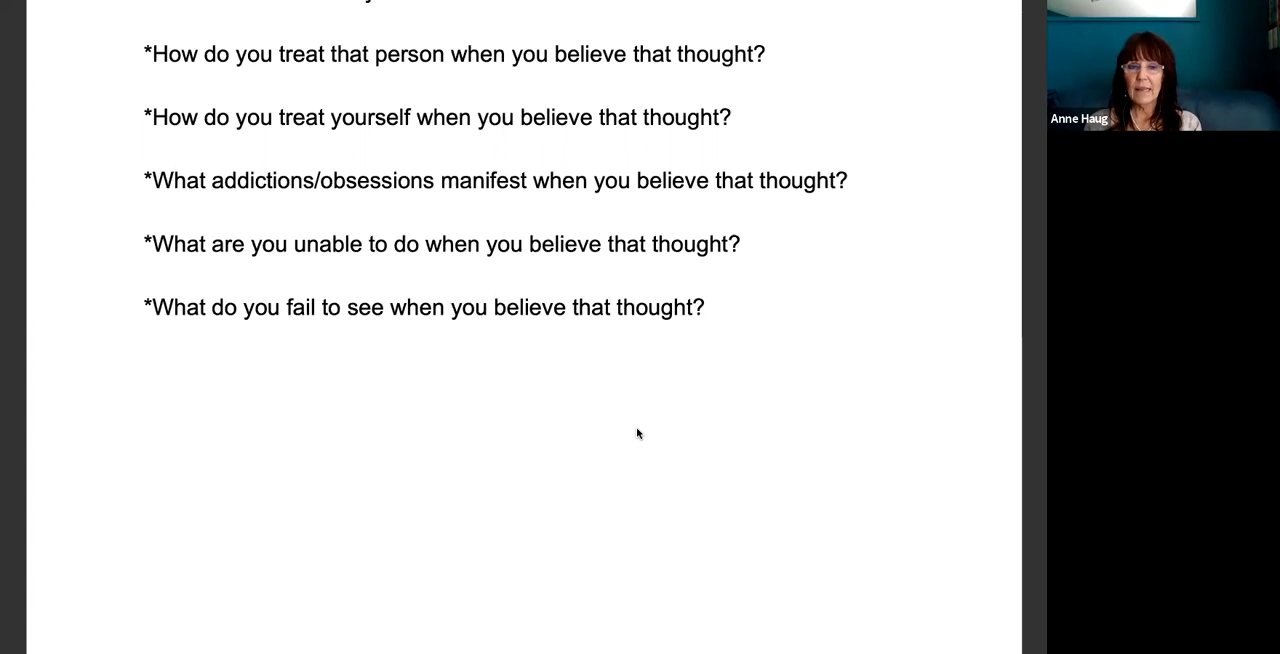 *How do you treat that person when you believe that thought?
*How do you treat yourself when you believe that thought?
*What addictions/obsessions manifest when you believe that thought?
*What are you unable to do when you believe that thought?
*What do you fail to see when you believe that thought?
Anne Haug